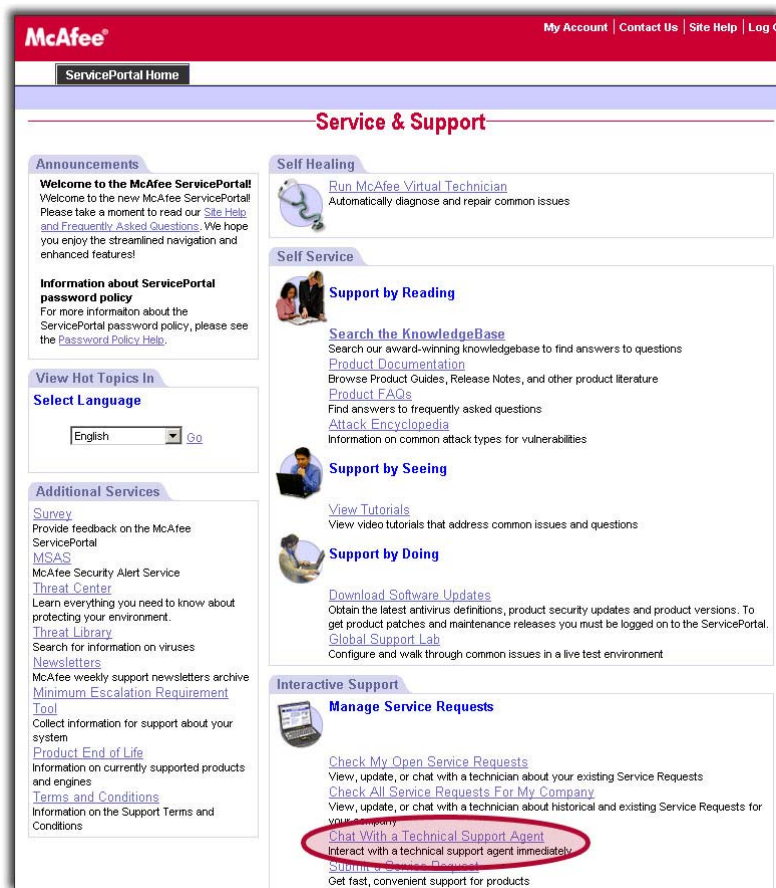 McAfee®
My Account | Contact Us | Site Help | Log
ServicePortal Home
Service & Support
Announcements
Welcome to the McAfee ServicePortal!
Welcome to the new McAfee ServicePortal!
Please take a moment to read our Site Help
and Frequently Asked Questions. We hope
you enjoy the streamlined navigation and
enhanced features!
Information about ServicePortal
password policy
For more informaiton about the
ServicePortal password policy, please see
the Password Policy Help.
View Hot Topics In
Select Language
English
Go
Additional Services
Survey
Provide feedback on the McAfee
ServicePortal
MSAS
McAfee Security Alert Service
Threat Center
Learn everything you need to know about
protecting your environment.
Threat Library
Search for information on viruses
Newsletters
McAfee weekly support newsletters archive
Minimum Escalation Requirement
Tool
Collect information for support about your
system
Product End of Life
Information on currently supported products
and engines
Terms and Conditions
Information on the Support Terms and
Conditions
Self Healing
Run McAfee Virtual Technician
Automatically diagnose and repair common issues
Self Service
Support by Reading
Search the KnowledgeBase
Search our award-winning knowledgebase to find answers to questions
Product Documentation
Browse Product Guides, Release Notes, and other product literature
Product FAQs
Find answers to frequently asked questions
Attack Encyclopedia
Information on common attack types for vulnerabilities
Support by Seeing
View Tutorials
View video tutorials that address common issues and questions
Support by Doing
Download Software Updates
Obtain the latest antivirus definitions, product security updates and product versions. To
get product patches and maintenance releases you must be logged on to the ServicePortal.
Global Support Lab
Configure and walk through common issues in a live test environment
Interactive Support
Manage Service Requests
Check My Open Service Requests
View, update, or chat with a technician about your existing Service Requests
Check All Service Requests For My Company
View, update, or chat with a technician about historical and existing Service Requests for
your company
Chat With a Technical Support Agent
Interact with a technical support agent immediately
Submit a Service Request
Get fast, convenient support for products